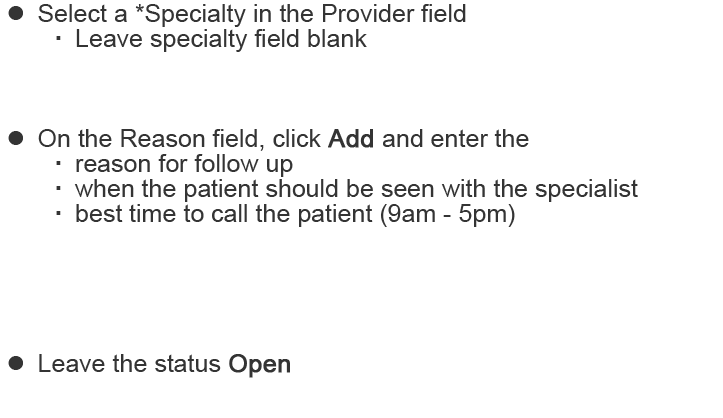 ● Select a *Specialty in the Provider field
· Leave specialty field blank
● On the Reason field, click Add and enter the
· reason for follow up
· when the patient should be seen with the specialist
· best time to call the patient (9am - 5pm)
● Leave the status Open